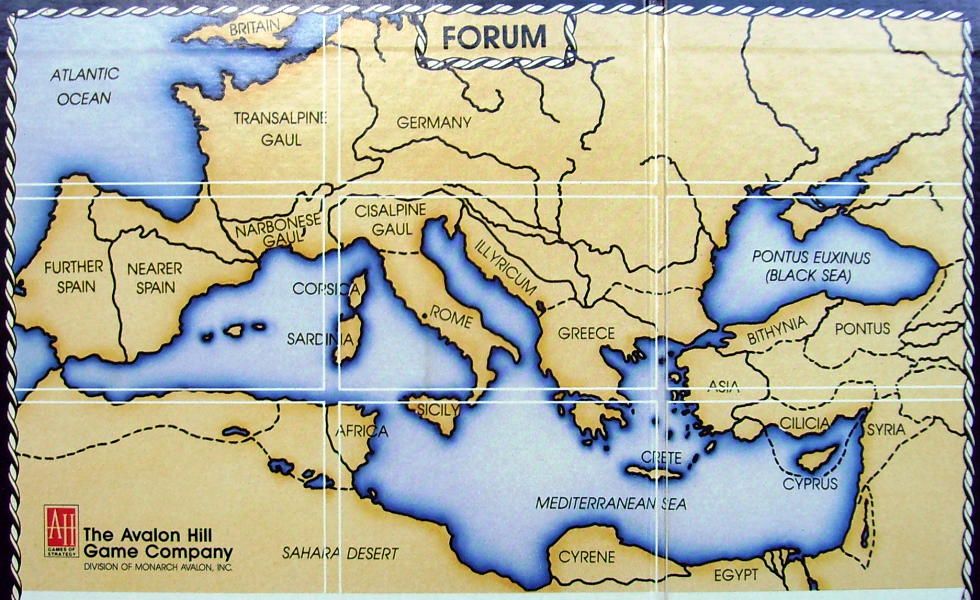 BRITAIN
FORUM
ATLANTIC
OCEAN
TRANSALPINE
GAUL
GERMANY
NARBONESE
GAUL
CISALPINE
GAUL
ILLYRICUM
FURTHER
SPAIN
NEARER
SPAIN
PONTUS EUXINUS
(BLACK SEA)
CORSICA
SARDINIA
ROME
GREECE
BITHYNIA
PONTUS
ASIA
SICILY
AFRICA
CILICIA
SYRIA
CRETE
CYPRUS
MEDITERRANEAN SEA
AH
GAMES OF
STRATEGY
The Avalon Hill
Game Company
DIVISION OF MONARCH AVALON, INC.
SAHARA DESERT
CYRENE
EGYPT